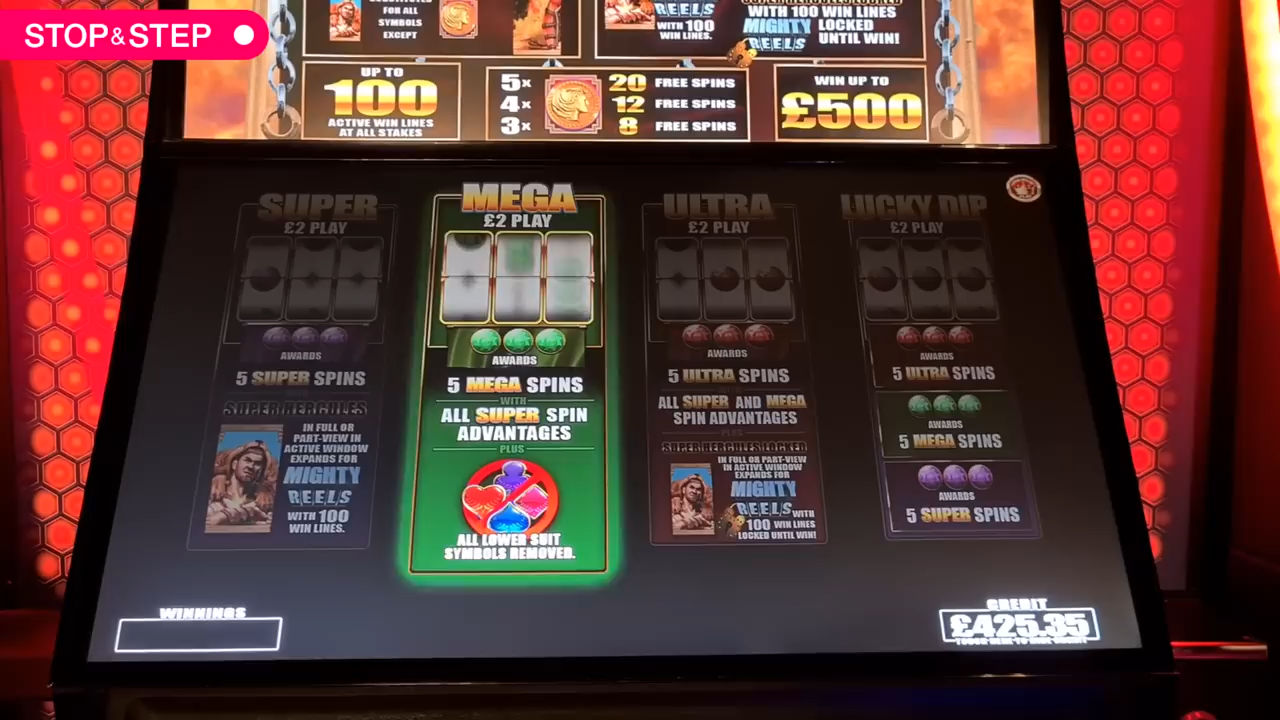 STOP&STEP
FOR ALL
SYMBOLS
EXCEPT
REELS
WITH 100
WIN LINES.
WITH 100 WIN LINES
MIGHTY LOCKED
REELS UNTIL WIN!
UP TO
100
ACTIVE WIN LINES
AT ALL STAKES
5x 20 FREE SPINS
4x 12 FREE SPINS
3x 8 FREE SPINS
WIN UP TO
£500
SUPER
£2 PLAY
AWARDS
5 SUPER SPINS
SUPER HERCULES
IN FULL OR
PART-VIEW IN
ACTIVE WINDOW
EXPANDS FOR
MIGHTY
REELS
WITH 100
WIN LINES.
MEGA
£2 PLAY
AWARDS
5 MEGA SPINS
WITH
ALL SUPER SPIN
ADVANTAGES
PLUS
ALL LOWER SUIT
SYMBOLS REMOVED.
ULTRA
£2 PLAY
AWARDS
5 ULTRA SPINS
ALL SUPER AND MEGA
SPIN ADVANTAGES
PLUS
SUPER HERCULES LOCKED
IN FULL OR PART-VIEW
IN ACTIVE WINDOW
EXPANDS FOR
MIGHTY
REELS WITH
100 WIN LINES
LOCKED UNTIL WIN!
LUCKY DIP
£2 PLAY
AWARDS
5 ULTRA SPINS
AWARDS
5 MEGA SPINS
AWARDS
5 SUPER SPINS
WINNINGS
CREDIT
£425.35